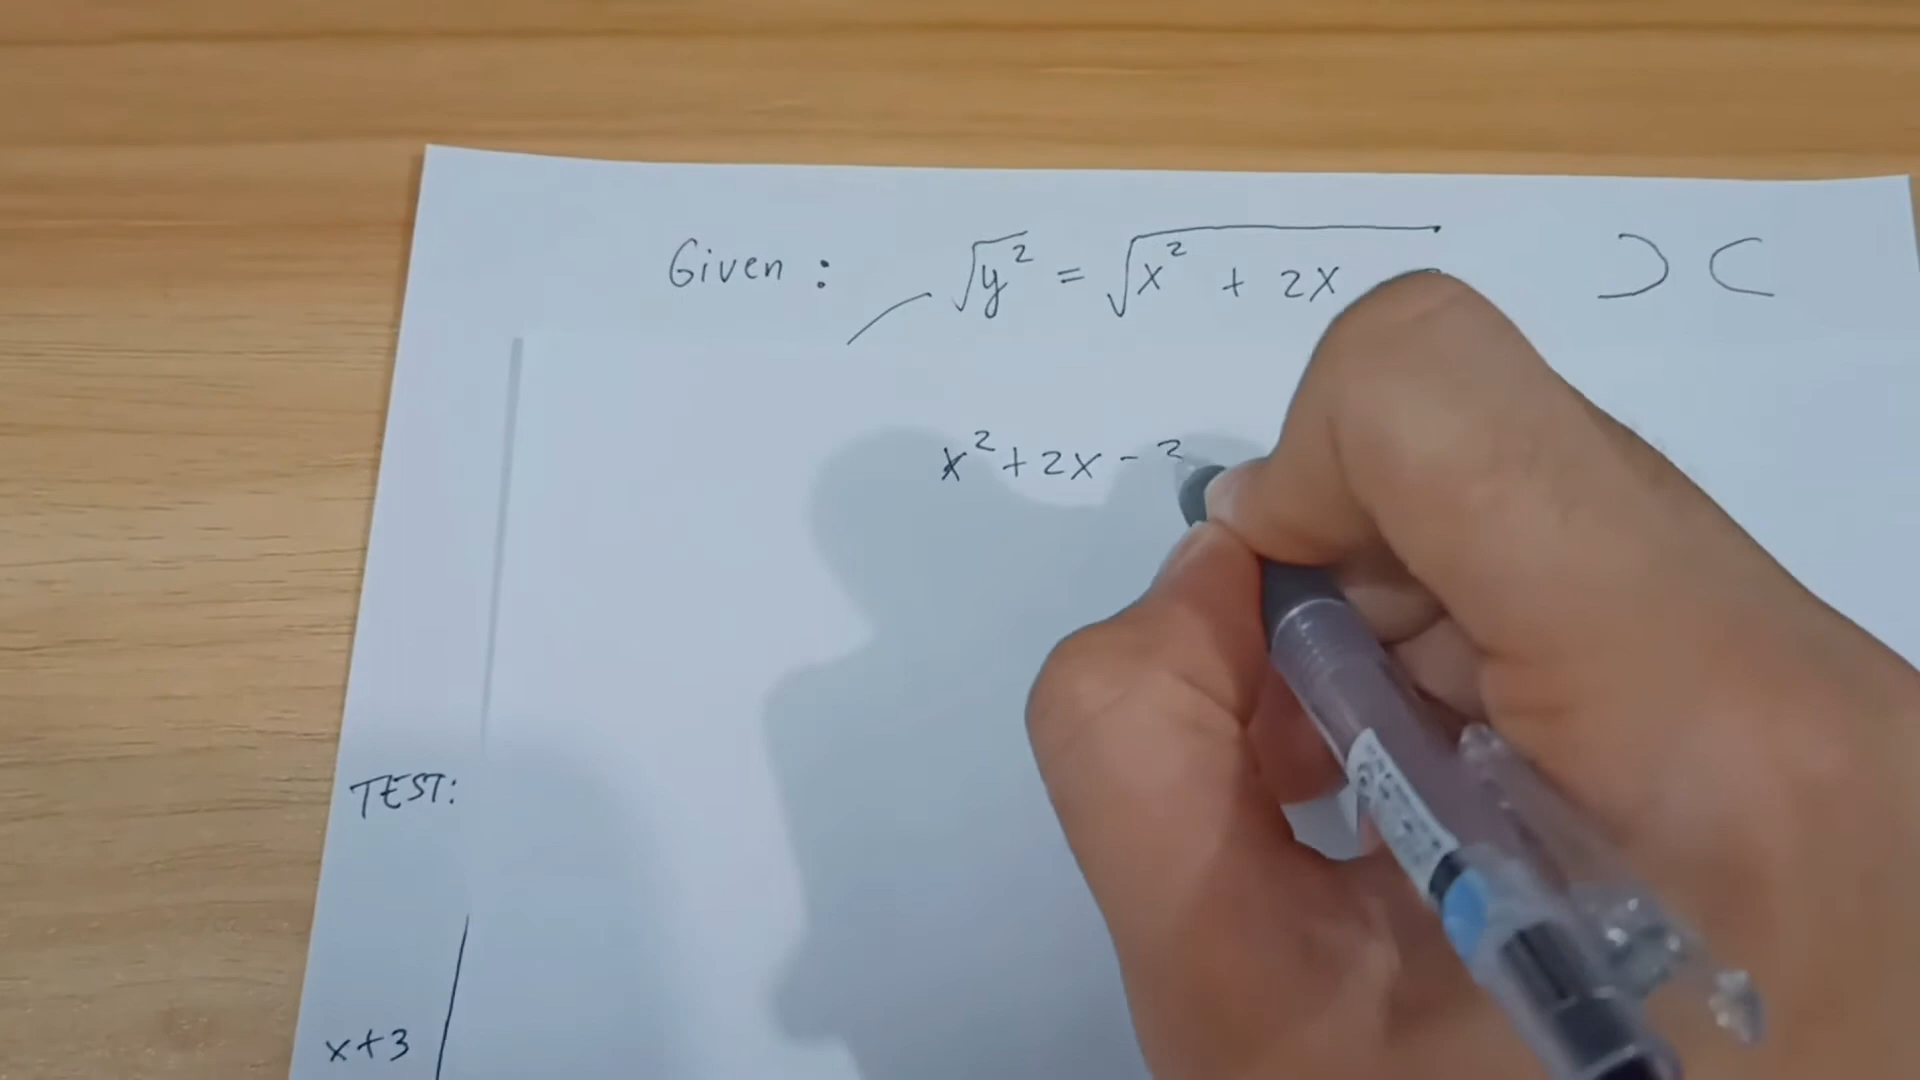 Given : √y² = √x² + 2x
x² + 2x - 
TEST:
x+3